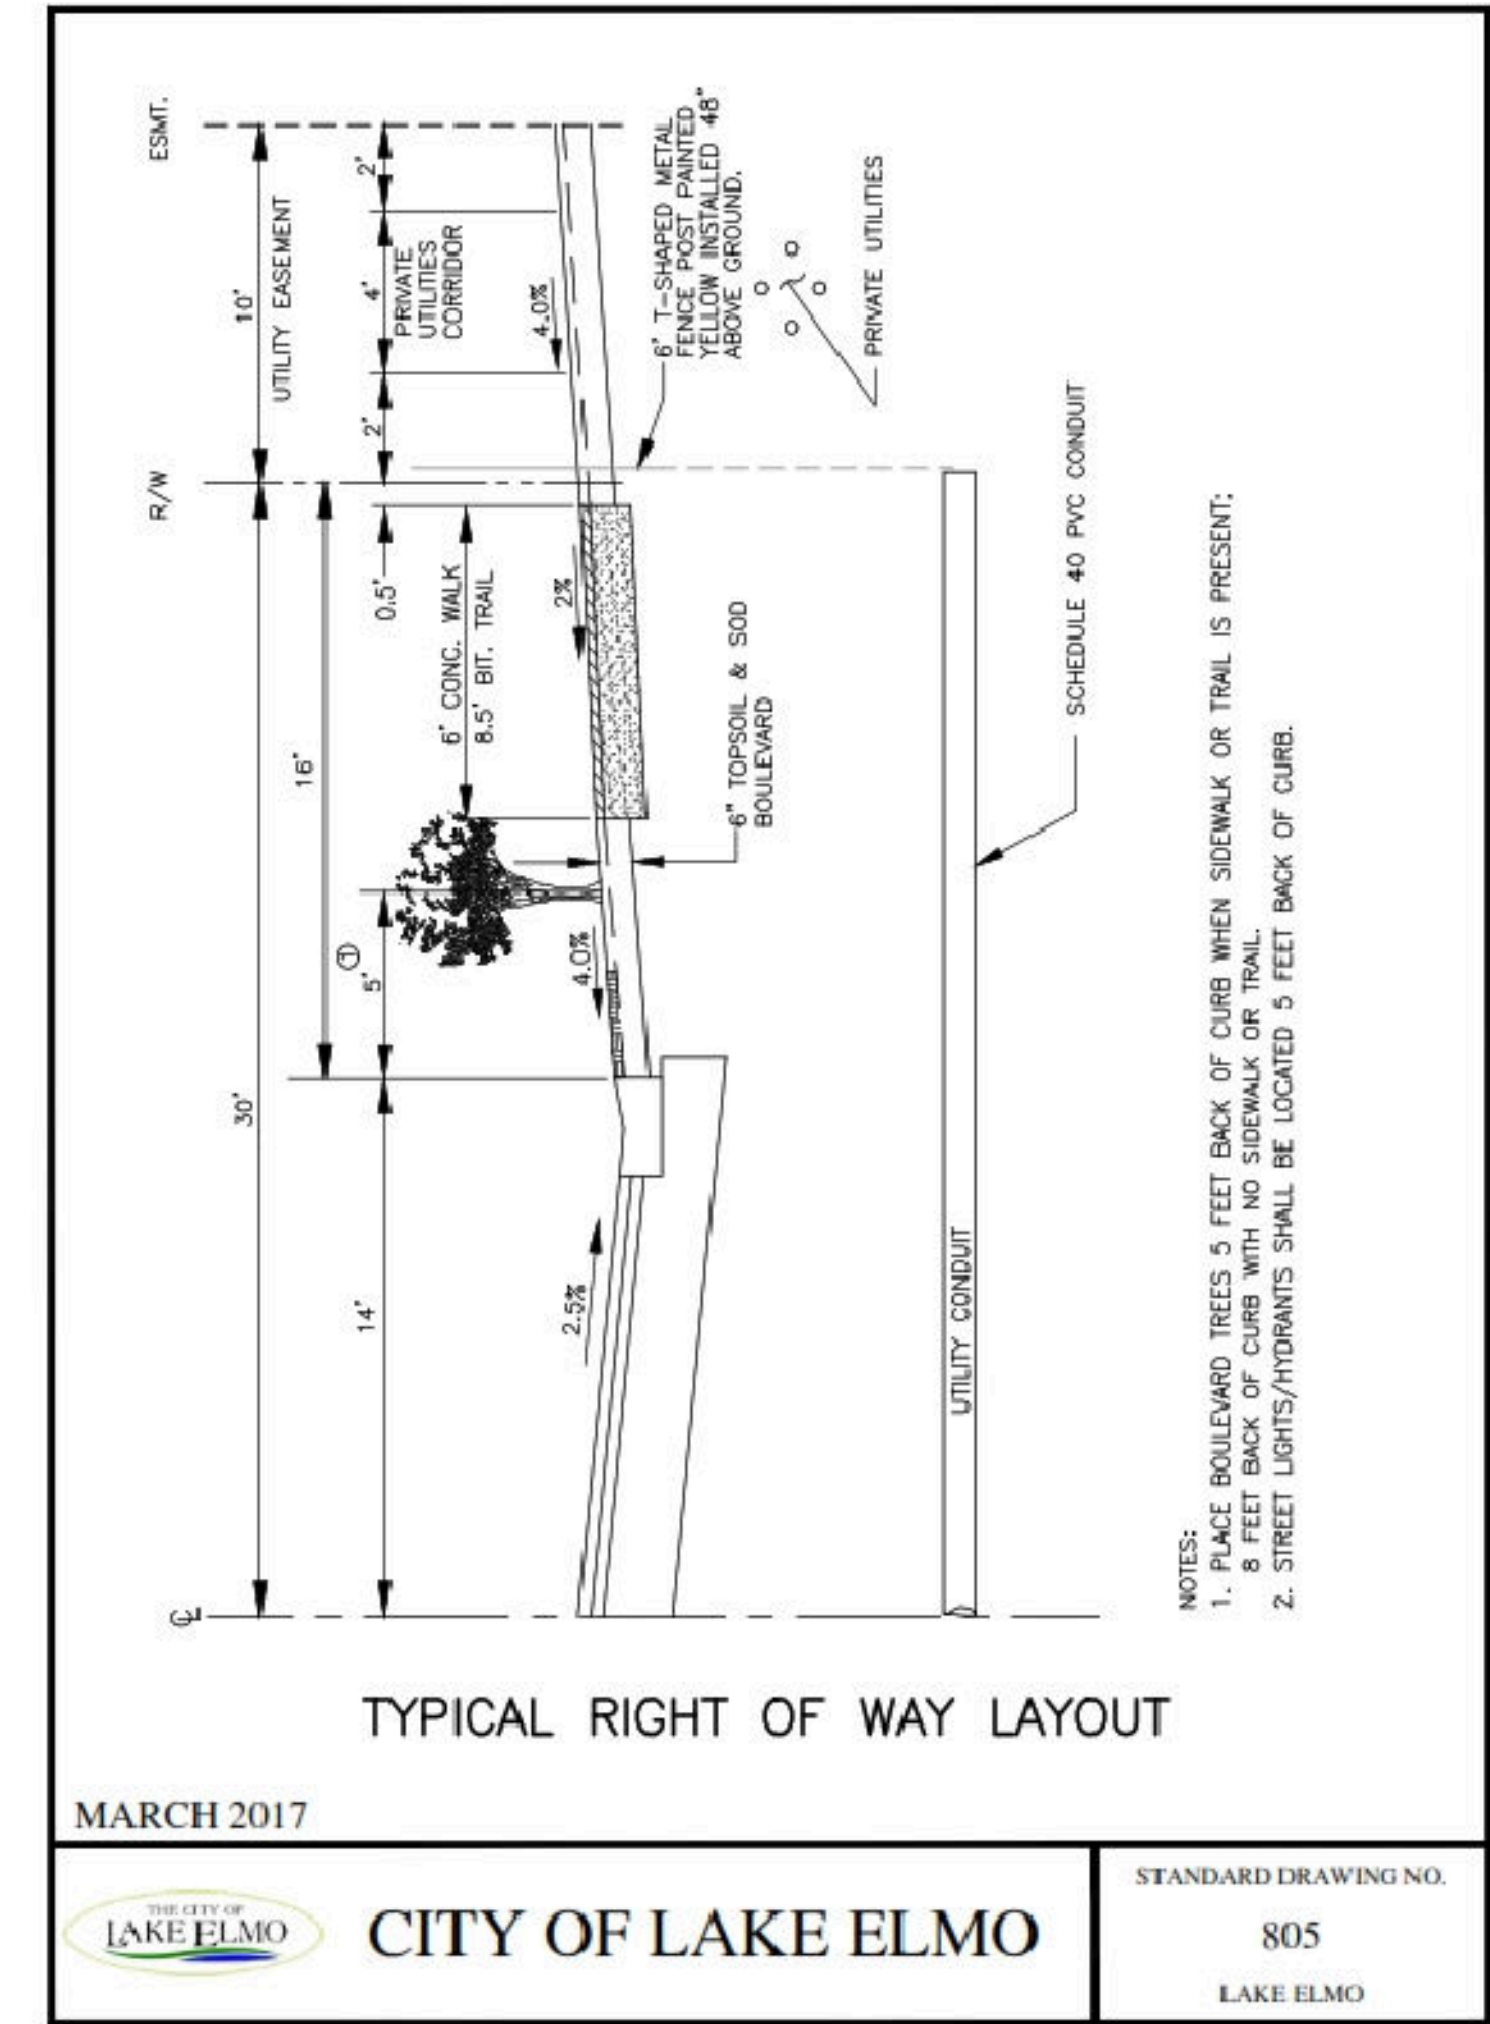 ESMT.
R/W
℄
10'
UTILITY EASEMENT
30'
16'
2'
4'
PRIVATE
UTILITIES
CORRIDOR
2'
0.5'
①
5'
14'
6' CONC. WALK
8.5' BIT. TRAIL
4.0%
2%
4.0%
2.5%
6' T-SHAPED METAL
FENCE POST PAINTED
YELLOW INSTALLED 48"
ABOVE GROUND.
6" TOPSOIL & SOD
BOULEVARD
PRIVATE UTILITIES
UTILITY CONDUIT
SCHEDULE 40 PVC CONDUIT
NOTES:
1. PLACE BOULEVARD TREES 5 FEET BACK OF CURB WHEN SIDEWALK OR TRAIL IS PRESENT;
8 FEET BACK OF CURB WITH NO SIDEWALK OR TRAIL.
2. STREET LIGHTS/HYDRANTS SHALL BE LOCATED 5 FEET BACK OF CURB.
TYPICAL RIGHT OF WAY LAYOUT
MARCH 2017
THE CITY OF
LAKE ELMO
CITY OF LAKE ELMO
STANDARD DRAWING NO.
805
LAKE ELMO